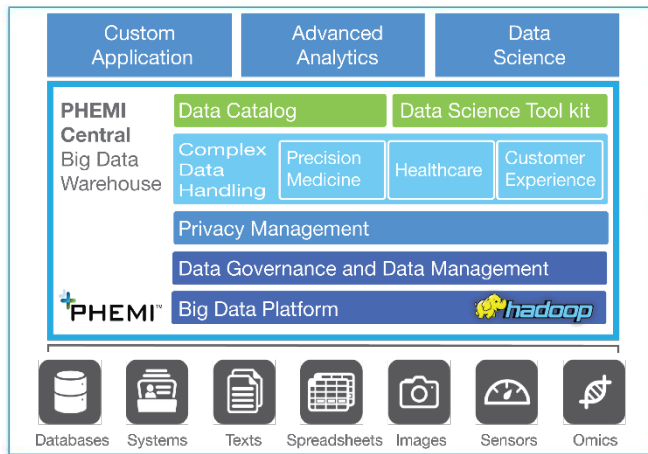 Custom
Application
Advanced
Analytics
Data
Science
PHEMI
Central
Big Data
Warehouse
Data Catalog
Data Science Tool kit
Complex
Data
Handling
Precision
Medicine
Healthcare
Customer
Experience
Privacy Management
Data Governance and Data Management
PHEMI™
Big Data Platform
hadoop
Databases
Systems
Texts
Spreadsheets
Images
Sensors
Omics